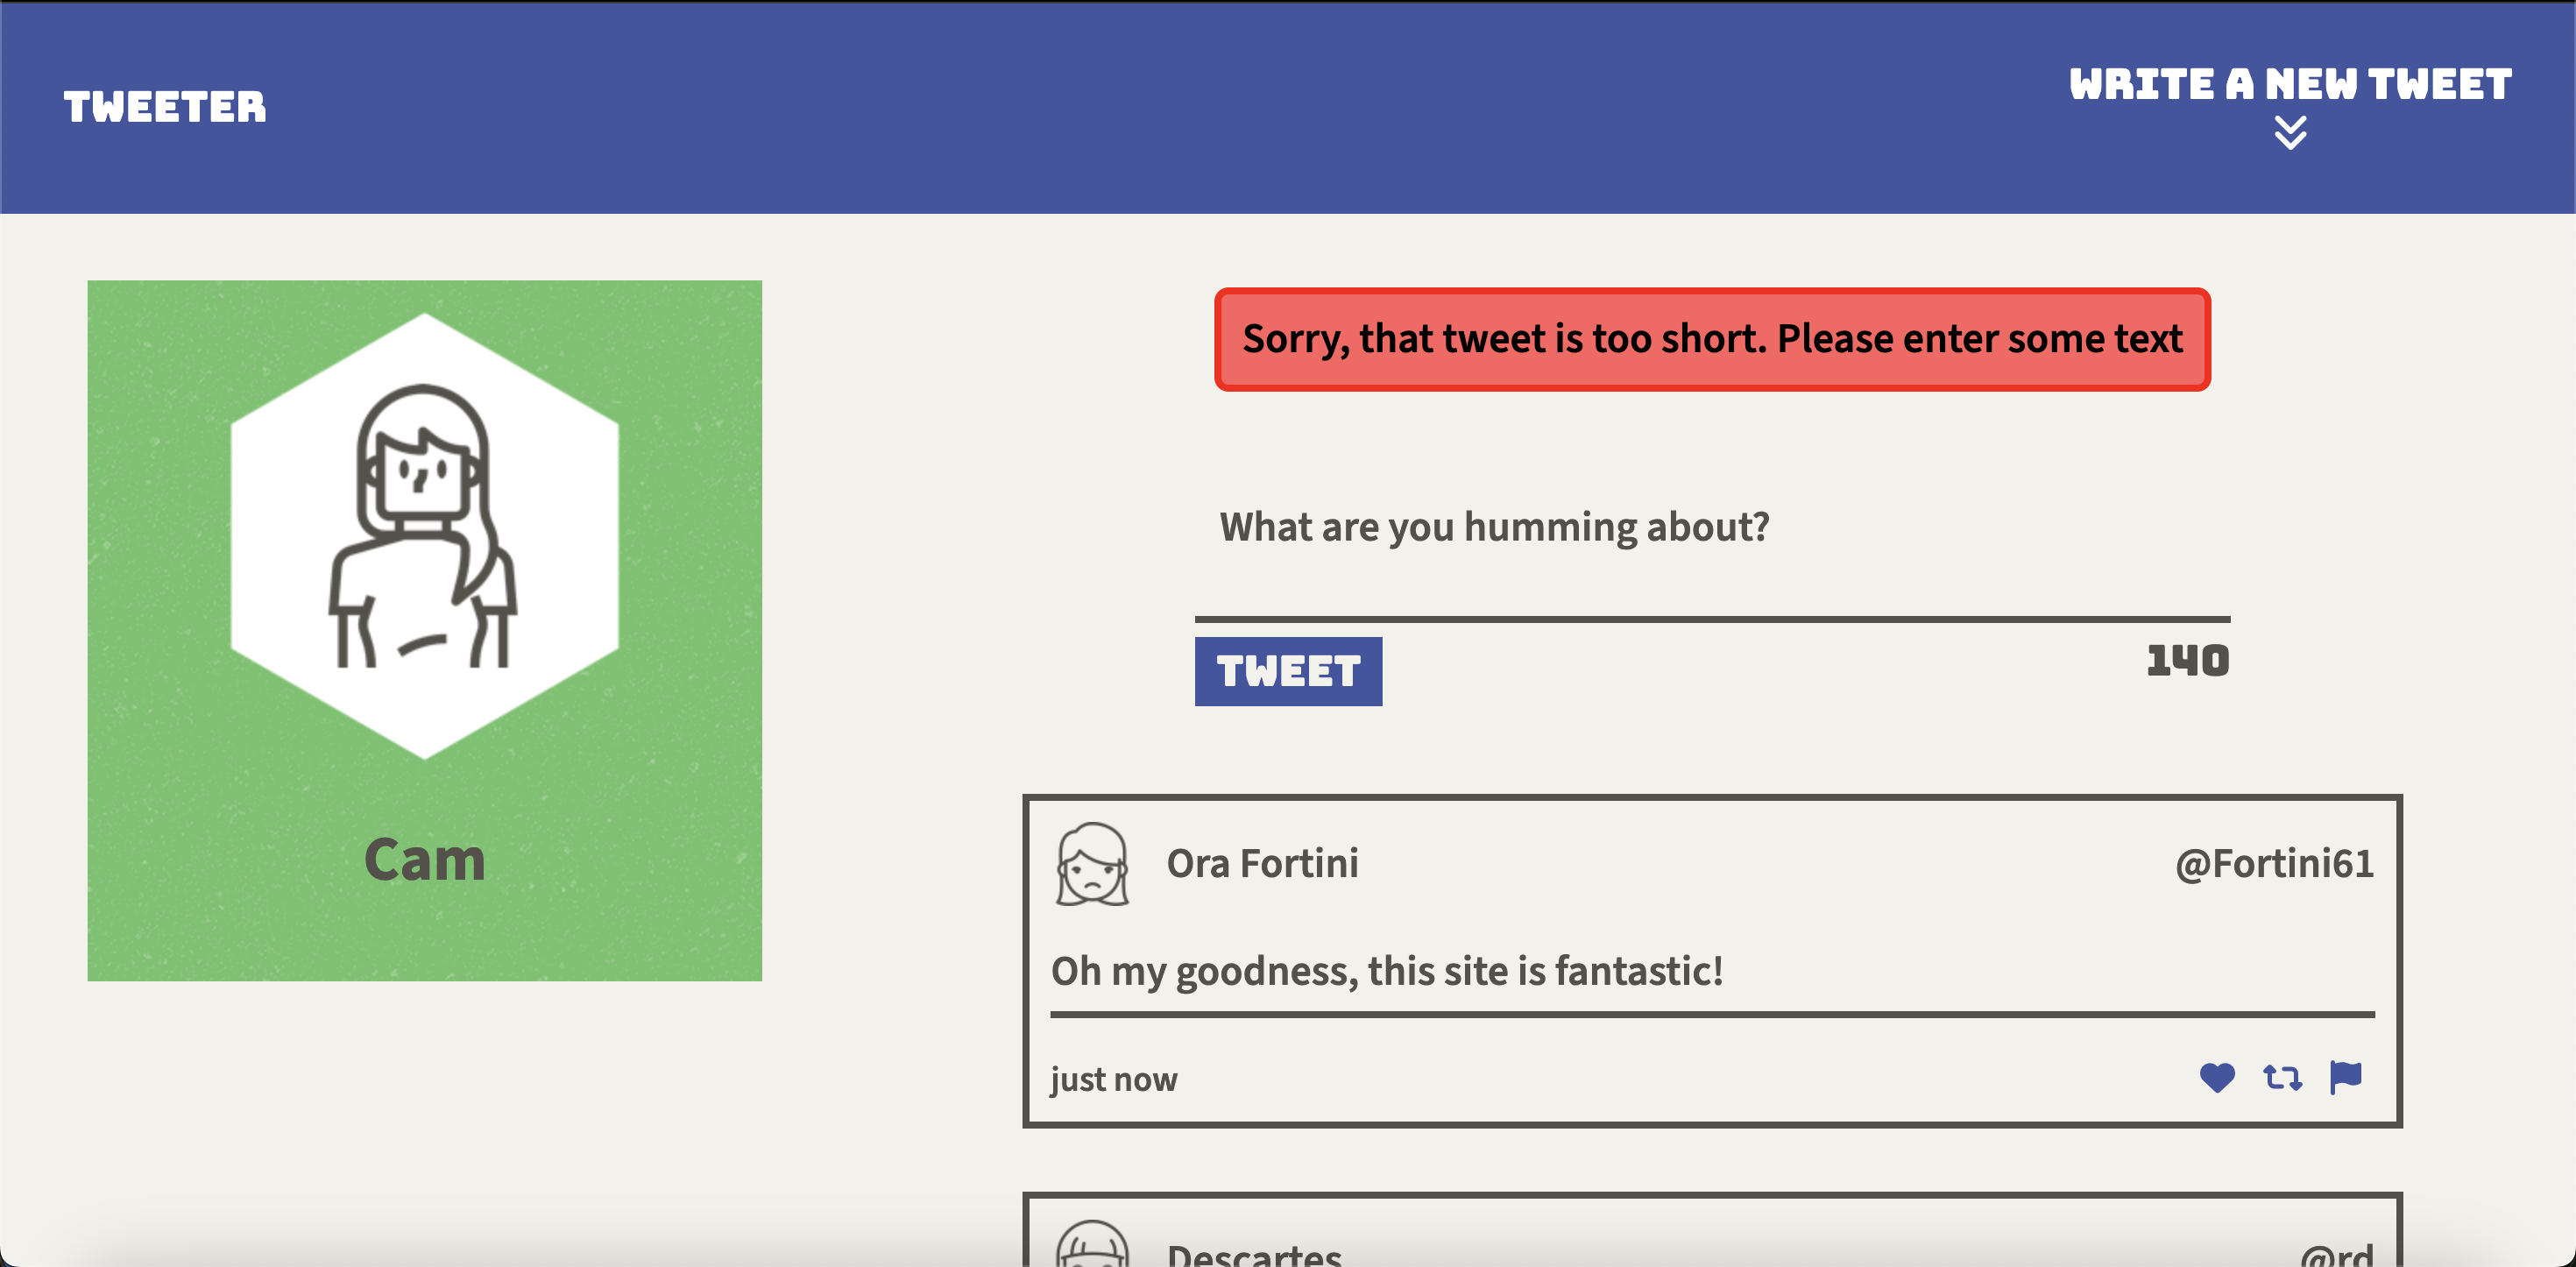 TWEETER
WRITE A NEW TWEET
Cam
Sorry, that tweet is too short. Please enter some text
What are you humming about?
TWEET
140
Ora Fortini
@Fortini61
Oh my goodness, this site is fantastic!
just now
Descartes
@rd